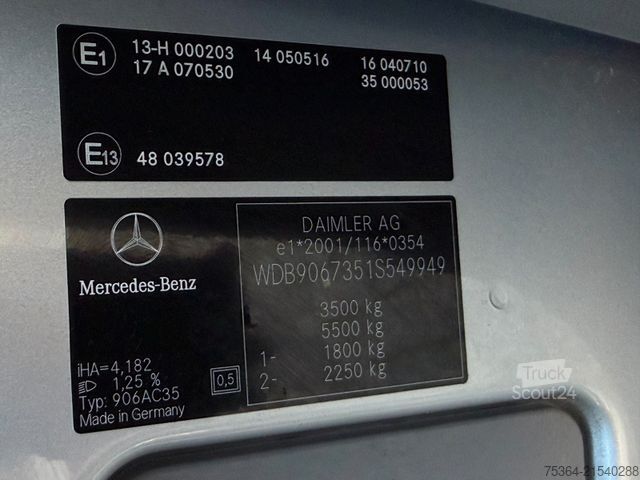 E1 13-H 000203 14 050516 16 040710
17 A 070530 35 000053
E13 48 039578
DAIMLER AG
e1*2001/116*0354
WDB9067351S549949
Mercedes-Benz
3500 kg
5500 kg
1- 1800 kg
2- 2250 kg
iHA=4,182
1,25 %
Typ: 906AC35
Made in Germany
0,5
Truck
Scout24
75364-21540288